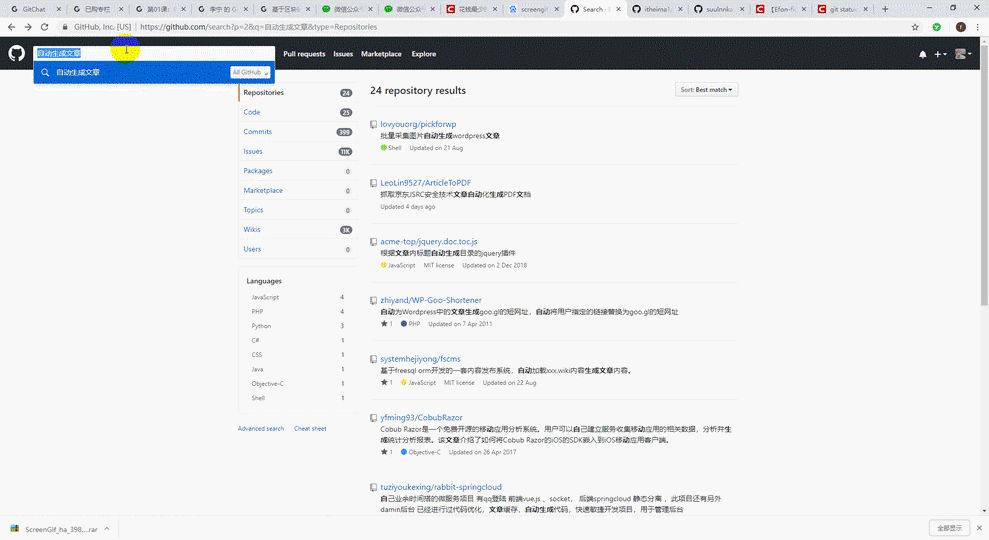 GitChat
已购专栏
第01课：
李宁 的 G
基于区块
微信公众平
微信公众平
花钱最少
screengif
Search ·
itheima1/
suulnnka
【Efon-fi
git statu
GitHub, Inc. [US] | https://github.com/search?p=2&q=自动生成文章&type=Repositories
自动生成文章
Pull requests Issues Marketplace Explore
自动生成文章 All GitHub
Repositories 24
Code 25
Commits 399
Issues 11K
Packages 0
Marketplace 0
Topics 0
Wikis 3K
Users 0
Languages
JavaScript 4
PHP 4
Python 3
C# 1
CSS 1
Java 1
Objective-C 1
Shell 1
Advanced search Cheat sheet
24 repository results
Sort: Best match
lovyouorg/pickforwp
批量采集图片自动生成wordpress文章
Shell Updated on 21 Aug
LeoLin9527/ArticleToPDF
抓取京东JSRC安全技术文章自动化生成PDF文档
Updated 4 days ago
acme-top/jquery.doc.toc.js
根据文章内标题自动生成目录的jquery插件
JavaScript MIT license Updated on 2 Dec 2018
zhiyand/WP-Goo-Shortener
自动为Wordpress中的文章生成goo.gl的短网址，自动将用户指定的链接替换为goo.gl的短网址
1 PHP Updated on 7 Apr 2011
systemhejiyong/fscms
基于freesql orm开发的一套内容发布系统，自动加载xxx.wiki内容生成文章内容。
1 JavaScript MIT license Updated on 22 Aug
yfming93/CobubRazor
Cobub Razor是一个免费开源的移动应用分析系统。用户可以自己建立服务收集移动应用的相关数据，分析并生
成统计分析报表。该文章介绍了如何将Cobub Razor的iOS的SDK嵌入到iOS移动应用客户端。
1 Objective-C Updated on 26 Apr 2017
tuziyoukexing/rabbit-springcloud
自己业余时间搭的微服务项目 有qq登陆 前端vue.js 、socket， 后端springcloud 静态分离 ，此项目还有另外
damin后台 已经进行过代码优化，文章缓存，自动生成代码，快速敏捷开发项目，用于管理后台
ScreenGif_ha_398....rar
全部显示